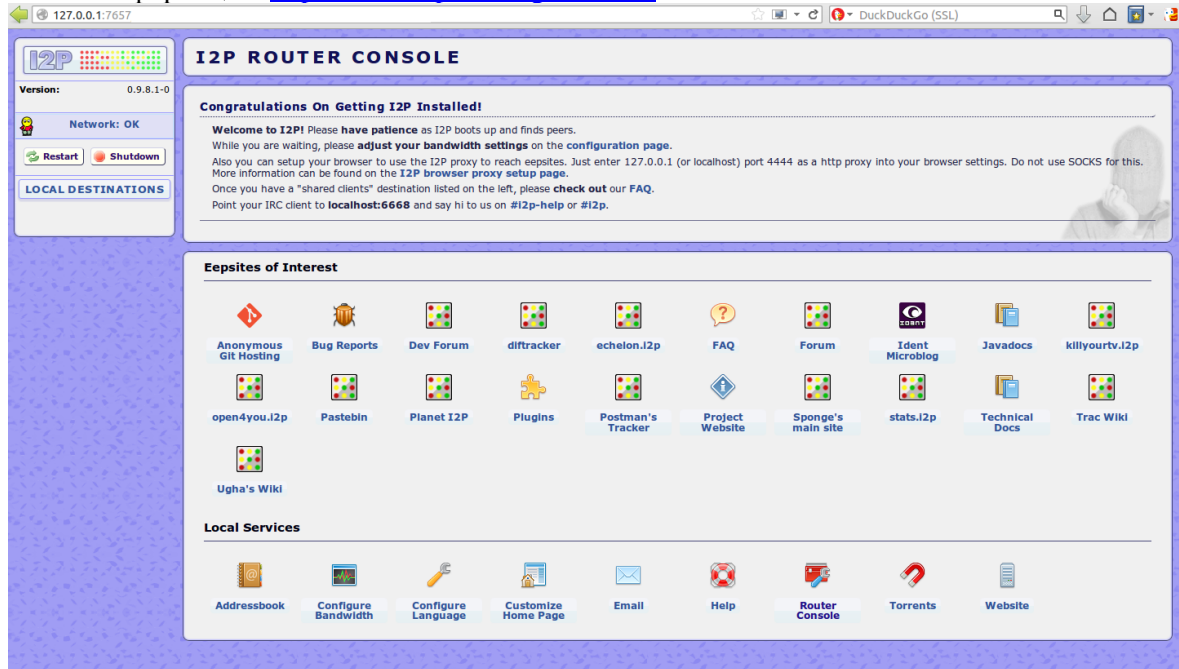 127.0.0.1:7657
DuckDuckGo (SSL)
I2P
I2P ROUTER CONSOLE
Version: 0.9.8.1-0
Network: OK
Restart Shutdown
LOCAL DESTINATIONS
Congratulations On Getting I2P Installed!
Welcome to I2P! Please have patience as I2P boots up and finds peers.
While you are waiting, please adjust your bandwidth settings on the configuration page.
Also you can setup your browser to use the I2P proxy to reach eepsites. Just enter 127.0.0.1 (or localhost) port 4444 as a http proxy into your browser settings. Do not use SOCKS for this.
More information can be found on the I2P browser proxy setup page.
Once you have a "shared clients" destination listed on the left, please check out our FAQ.
Point your IRC client to localhost:6668 and say hi to us on #i2p-help or #i2p.
Eepsites of Interest
IDENT
Anonymous Bug Reports Dev Forum diftracker echelon.i2p FAQ Forum Ident Javadocs killyourtv.i2p
Git Hosting Microblog
open4you.i2p Pastebin Planet I2P Plugins Postman's Project Sponge's stats.i2p Technical Trac Wiki
Tracker Website main site Docs
Ugha's Wiki
Local Services
Addressbook Configure Configure Customize Email Help Router Torrents Website
Bandwidth Language Home Page Console